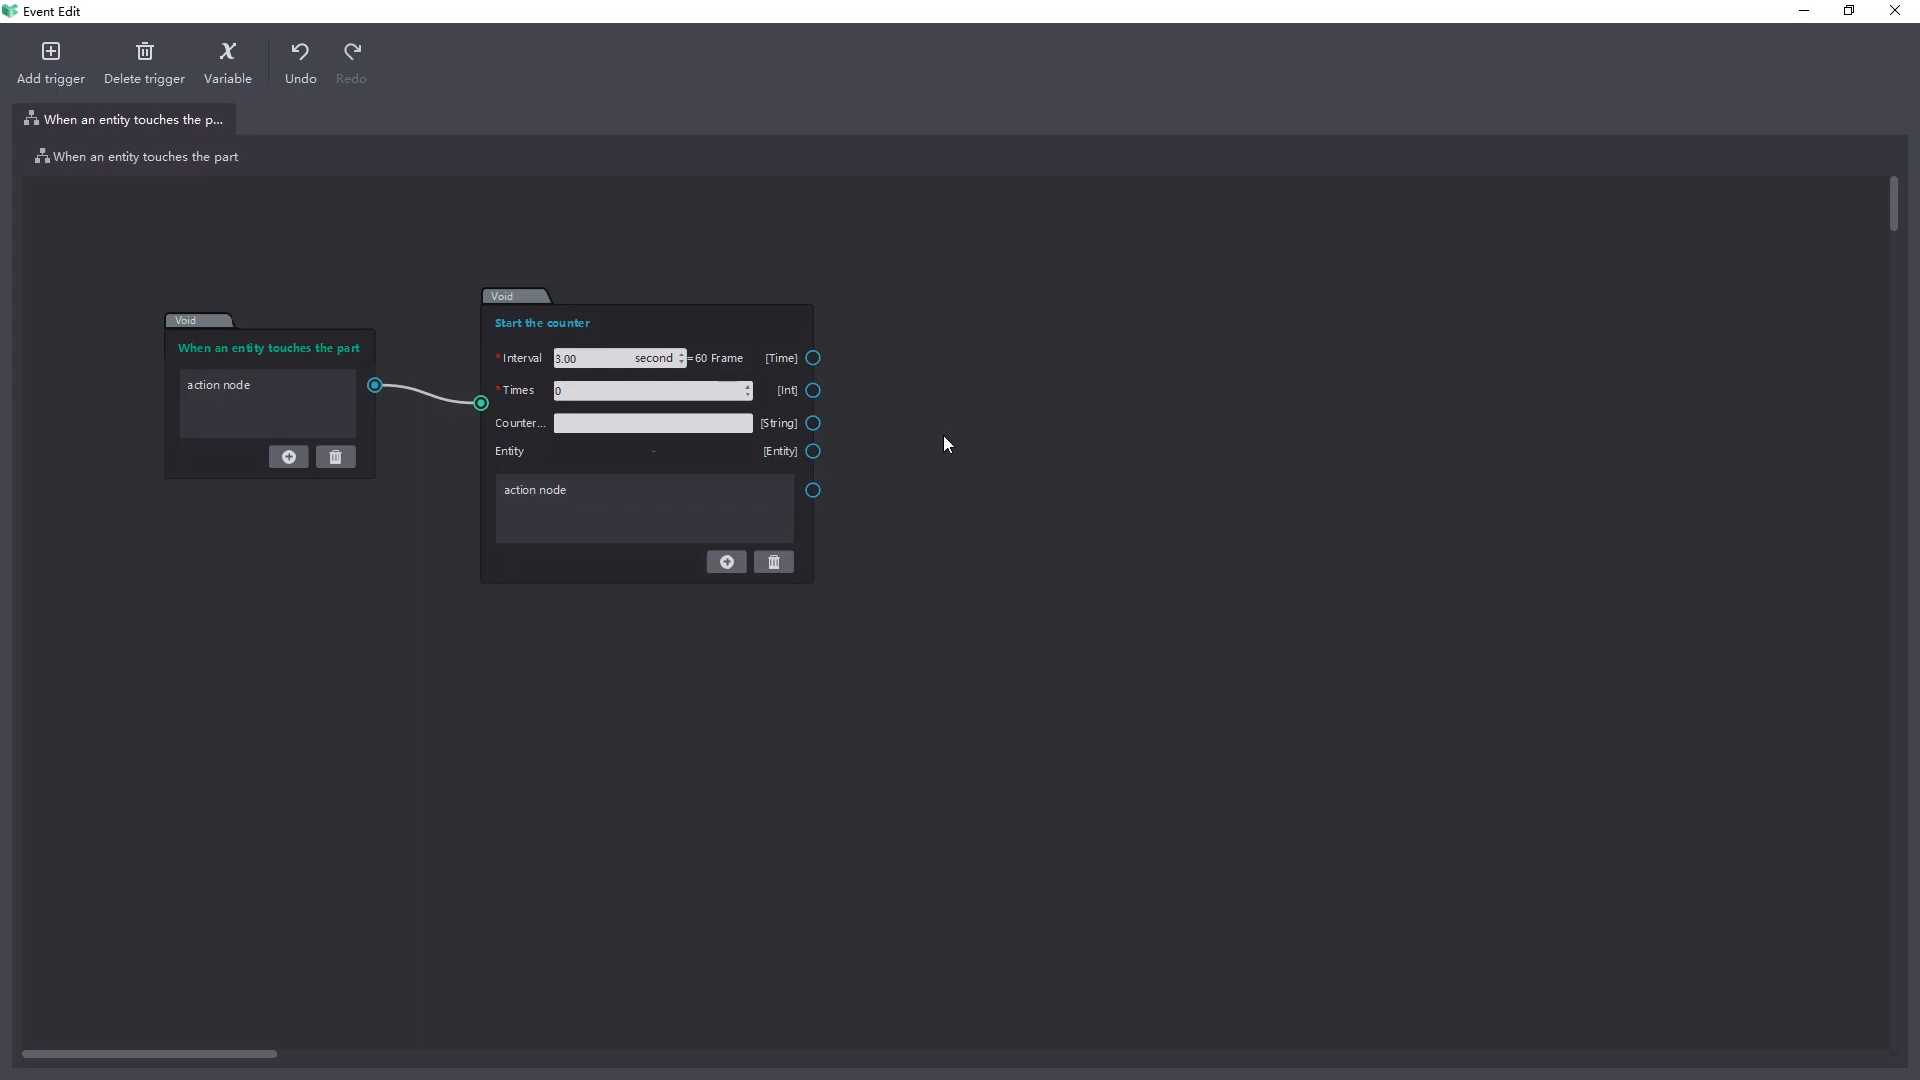 Event Edit
Add trigger
Delete trigger
Variable
Undo
Redo
When an entity touches the p...
When an entity touches the part
Void
When an entity touches the part
action node
Void
Start the counter
* Interval 3.00 second =60 Frame [Time]
* Times 0 [Int]
Counter... [String]
Entity - [Entity]
action node